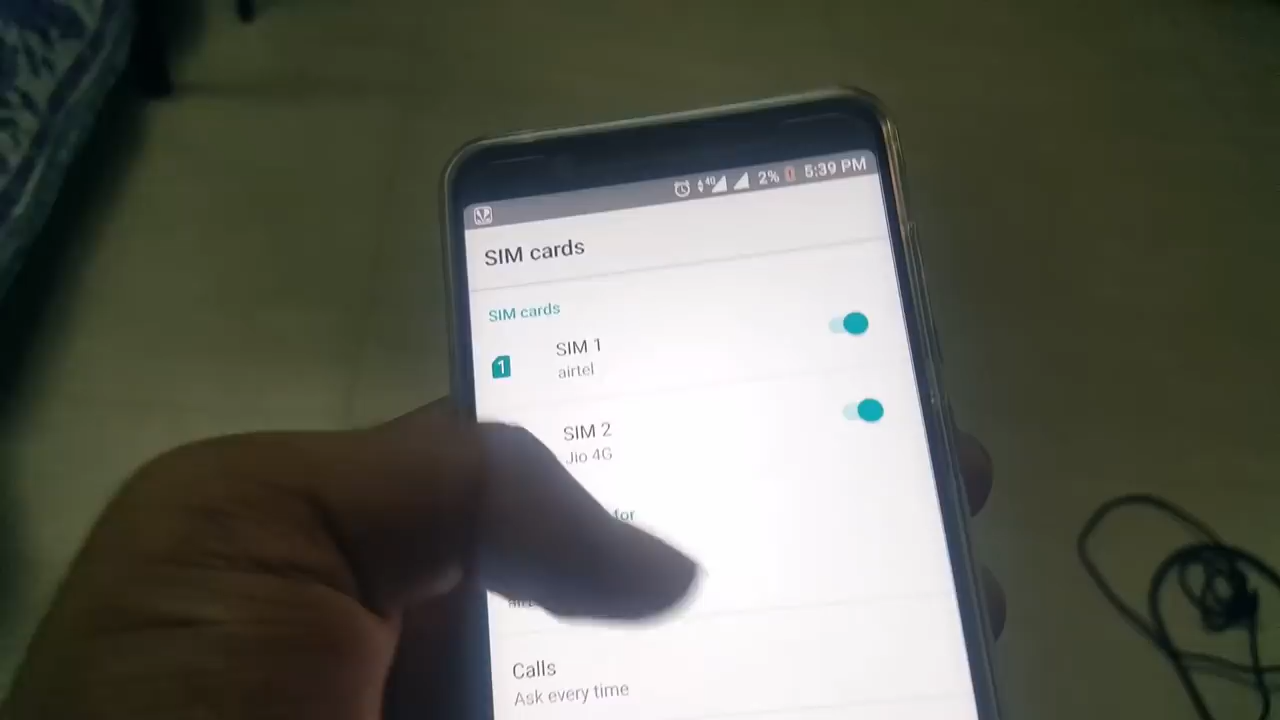 4G 2% 5:39 PM
SIM cards
SIM cards
SIM 1
1
airtel
SIM 2
Jio 4G
for
Calls
Ask every time